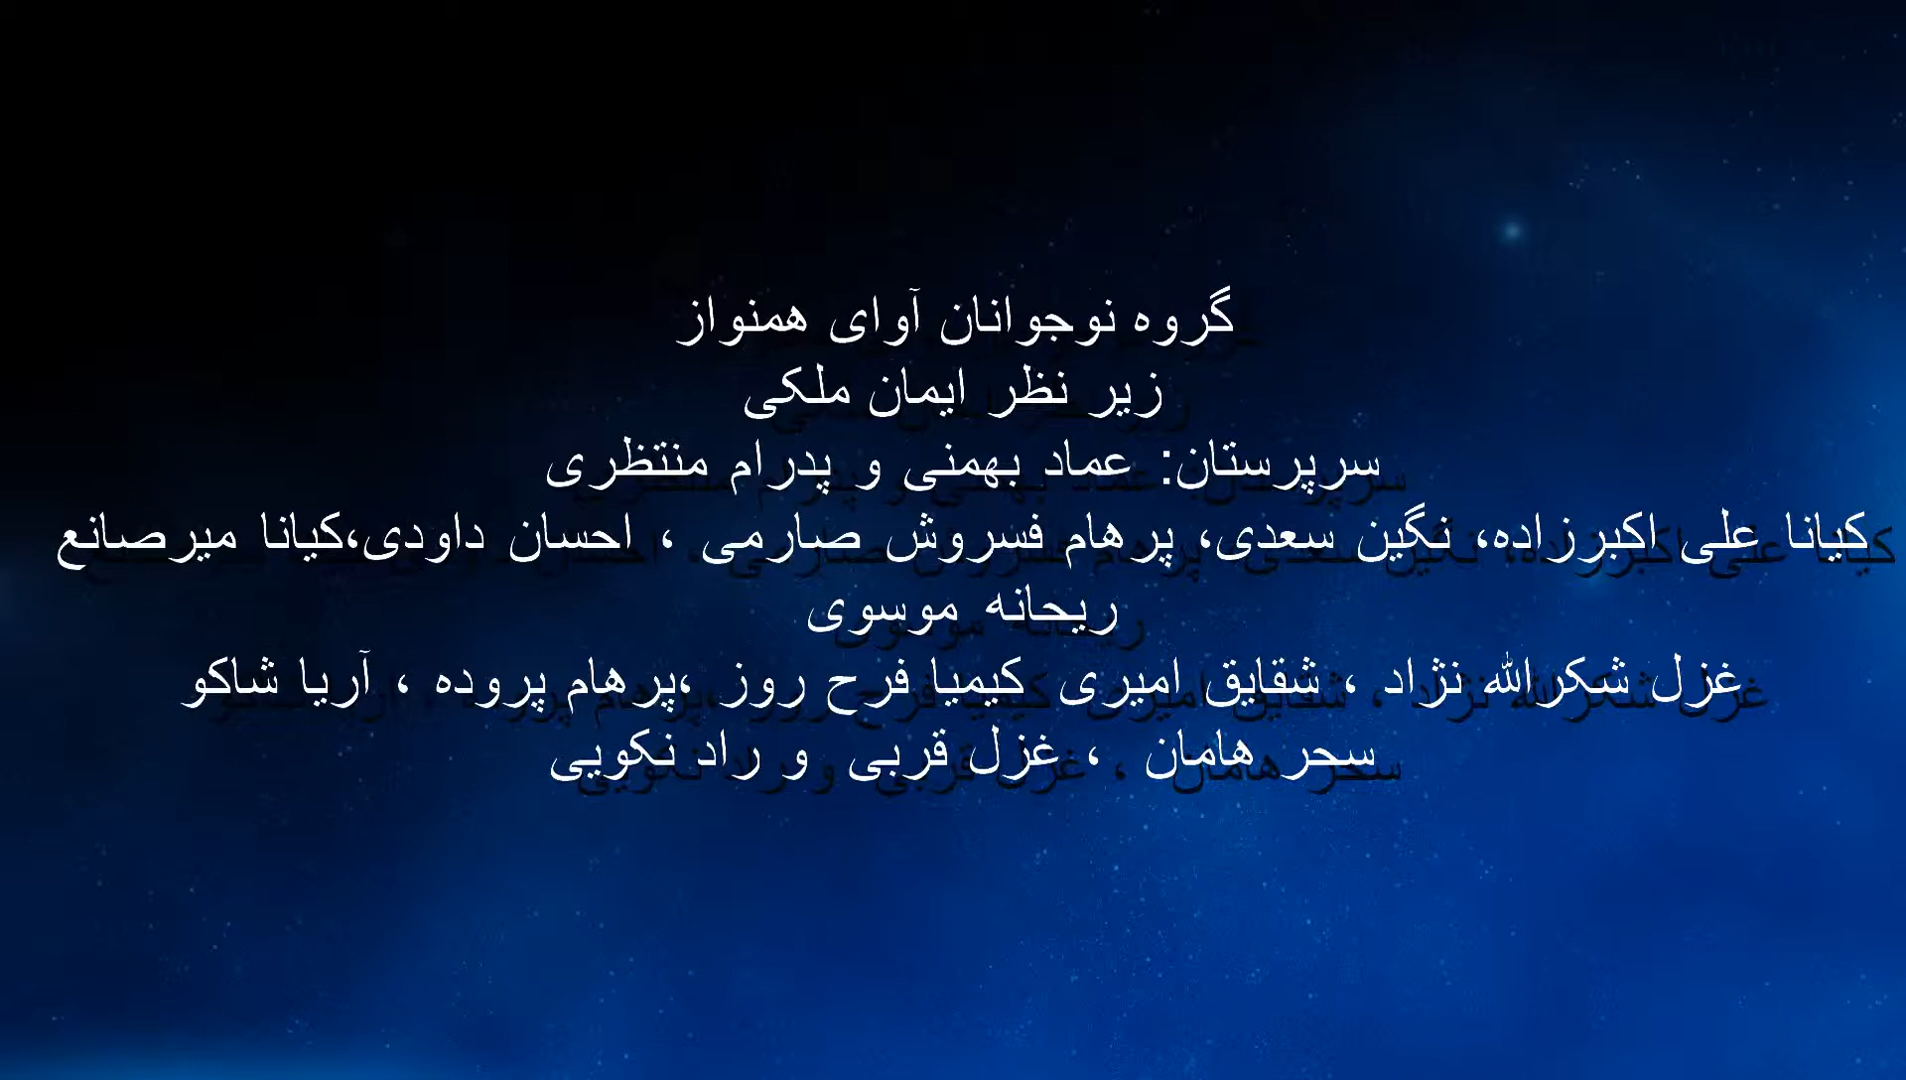 گروه نوجوانان آوای همنواز
زیر نظر ایمان ملکی
سرپرستان: عماد بهمنی و پدرام منتظری
کیانا علی اکبرزاده، نگین سعدی، پرهام فسروش صارمی ، احسان داودی،کیانا میرصانع
ریحانه موسوی
غزل شکرالله نژاد ، شقایق امیری کیمیا فرح روز ،پرهام پروده ، آریا شاکو
سحر هامان ، غزل قربی و راد نکویی